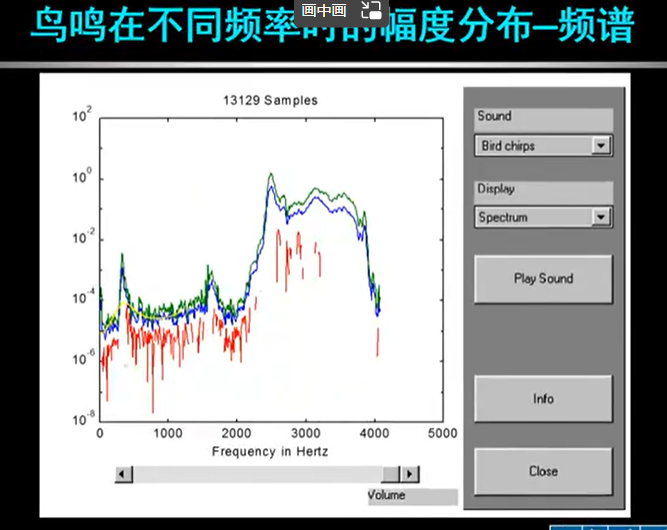 画中画
鸟鸣在不同频率时的幅度分布–频谱
13129 Samples
10^2
10^0
10^-2
10^-4
10^-6
10^-8
0 1000 2000 3000 4000 5000
Frequency in Hertz
Volume
Sound
Bird chirps
Display
Spectrum
Play Sound
Info
Close